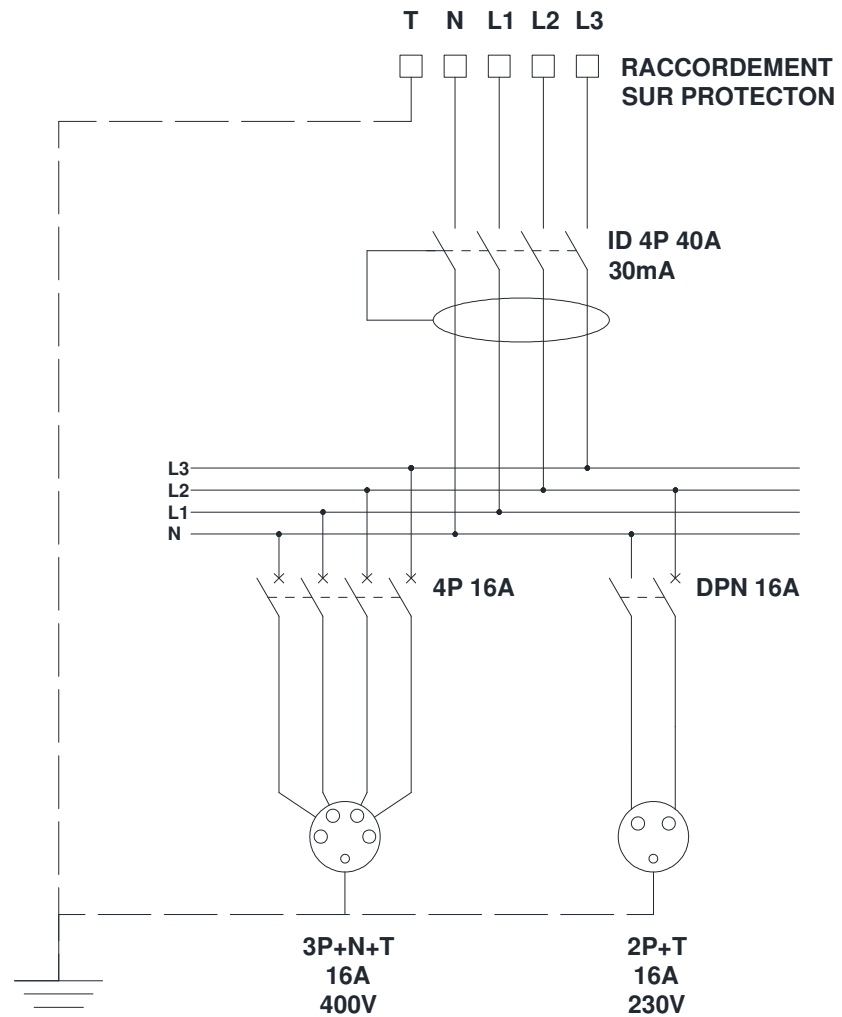 T N L1 L2 L3
RACCORDEMENT
SUR PROTECTON
ID 4P 40A
30mA
L3
L2
L1
N
4P 16A
DPN 16A
3P+N+T
16A
400V
2P+T
16A
230V